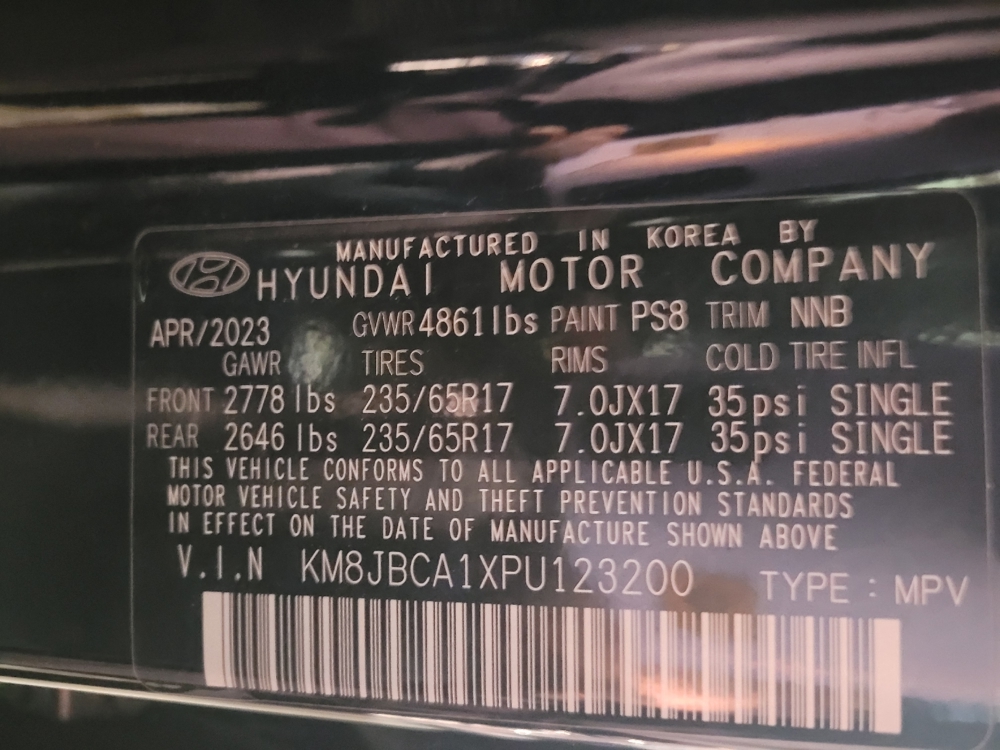 MANUFACTURED IN KOREA BY
HYUNDAI MOTOR COMPANY
APR/2023 GVWR 4861 lbs PAINT PS8 TRIM NNB
GAWR TIRES RIMS COLD TIRE INFL
FRONT 2778 lbs 235/65R17 7.0JX17 35psi SINGLE
REAR 2646 lbs 235/65R17 7.0JX17 35psi SINGLE
THIS VEHICLE CONFORMS TO ALL APPLICABLE U.S.A. FEDERAL
MOTOR VEHICLE SAFETY AND THEFT PREVENTION STANDARDS
IN EFFECT ON THE DATE OF MANUFACTURE SHOWN ABOVE
V.I.N KM8JBCA1XPU123200 TYPE : MPV